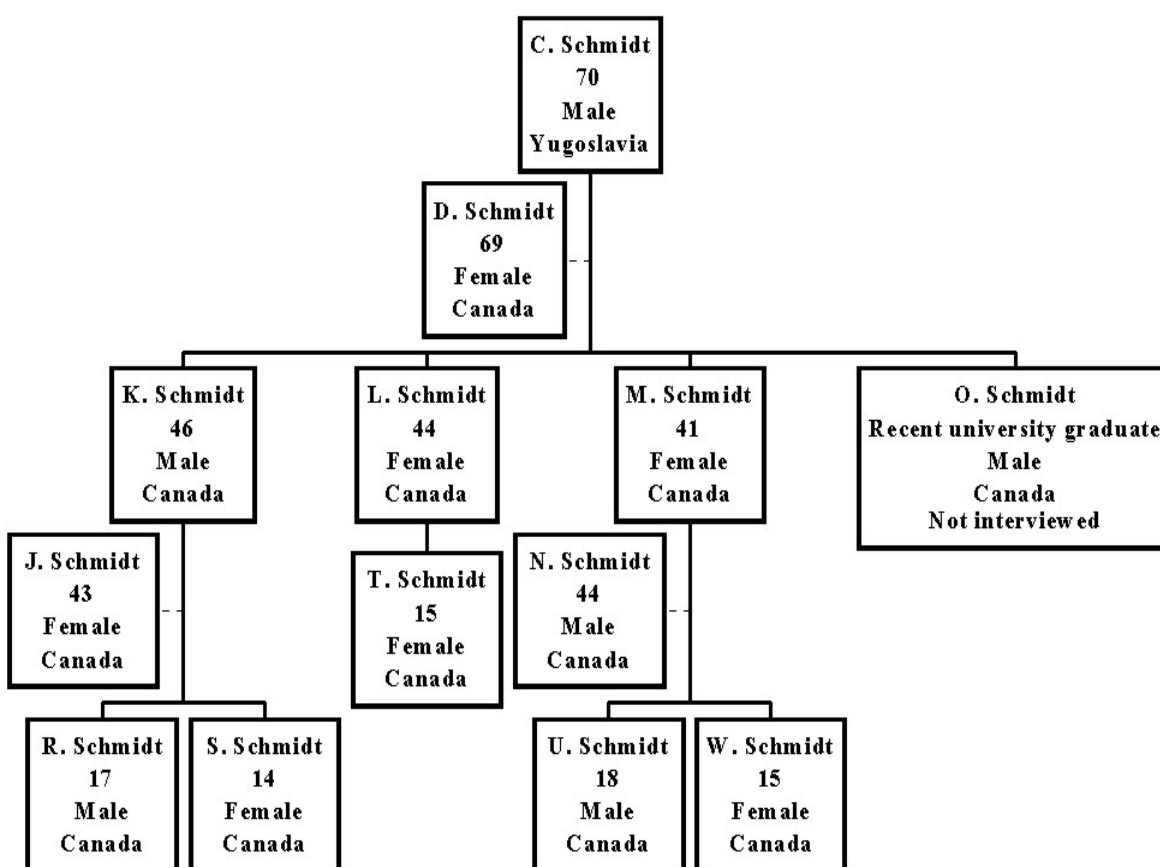 C. Schmidt
70
Male
Yugoslavia
D. Schmidt
69
Female
Canada
K. Schmidt
46
Male
Canada
L. Schmidt
44
Female
Canada
M. Schmidt
41
Female
Canada
O. Schmidt
Recent university graduate
Male
Canada
Not interviewed
J. Schmidt
43
Female
Canada
T. Schmidt
15
Female
Canada
N. Schmidt
44
Male
Canada
R. Schmidt
17
Male
Canada
S. Schmidt
14
Female
Canada
U. Schmidt
18
Male
Canada
W. Schmidt
15
Female
Canada